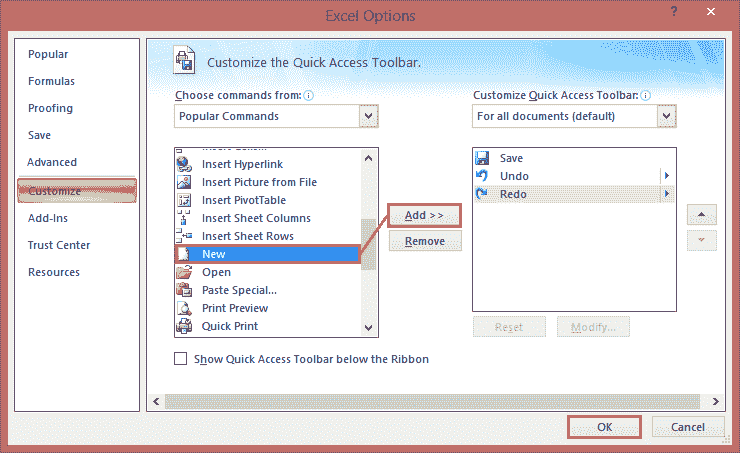 Excel Options
?
Popular
Formulas
Proofing
Save
Advanced
Customize
Add-Ins
Trust Center
Resources
Customize the Quick Access Toolbar.
Choose commands from:
Popular Commands
Insert Hyperlink
Insert Picture from File
Insert PivotTable
Insert Sheet Columns
Insert Sheet Rows
New
Open
Paste Special...
Print Preview
Quick Print
Show Quick Access Toolbar below the Ribbon
Add >>
Remove
Customize Quick Access Toolbar:
For all documents (default)
Save
Undo
Redo
Reset
Modify...
OK
Cancel